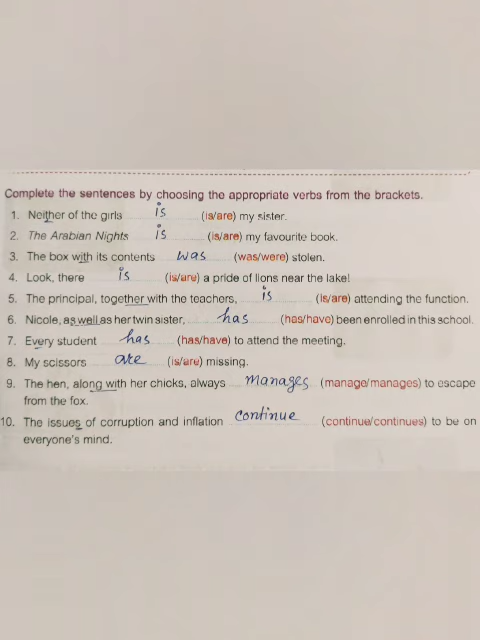 Complete the sentences by choosing the appropriate verbs from the brackets.
1. Neither of the girls is (is/are) my sister.
2. The Arabian Nights is (is/are) my favourite book.
3. The box with its contents was (was/were) stolen.
4. Look, there is (is/are) a pride of lions near the lake!
5. The principal, together with the teachers, is (is/are) attending the function.
6. Nicole, as well as her twin sister, has (has/have) been enrolled in this school.
7. Every student has (has/have) to attend the meeting.
8. My scissors are (is/are) missing.
9. The hen, along with her chicks, always manages (manage/manages) to escape
from the fox.
10. The issues of corruption and inflation continue (continue/continues) to be on
everyone's mind.